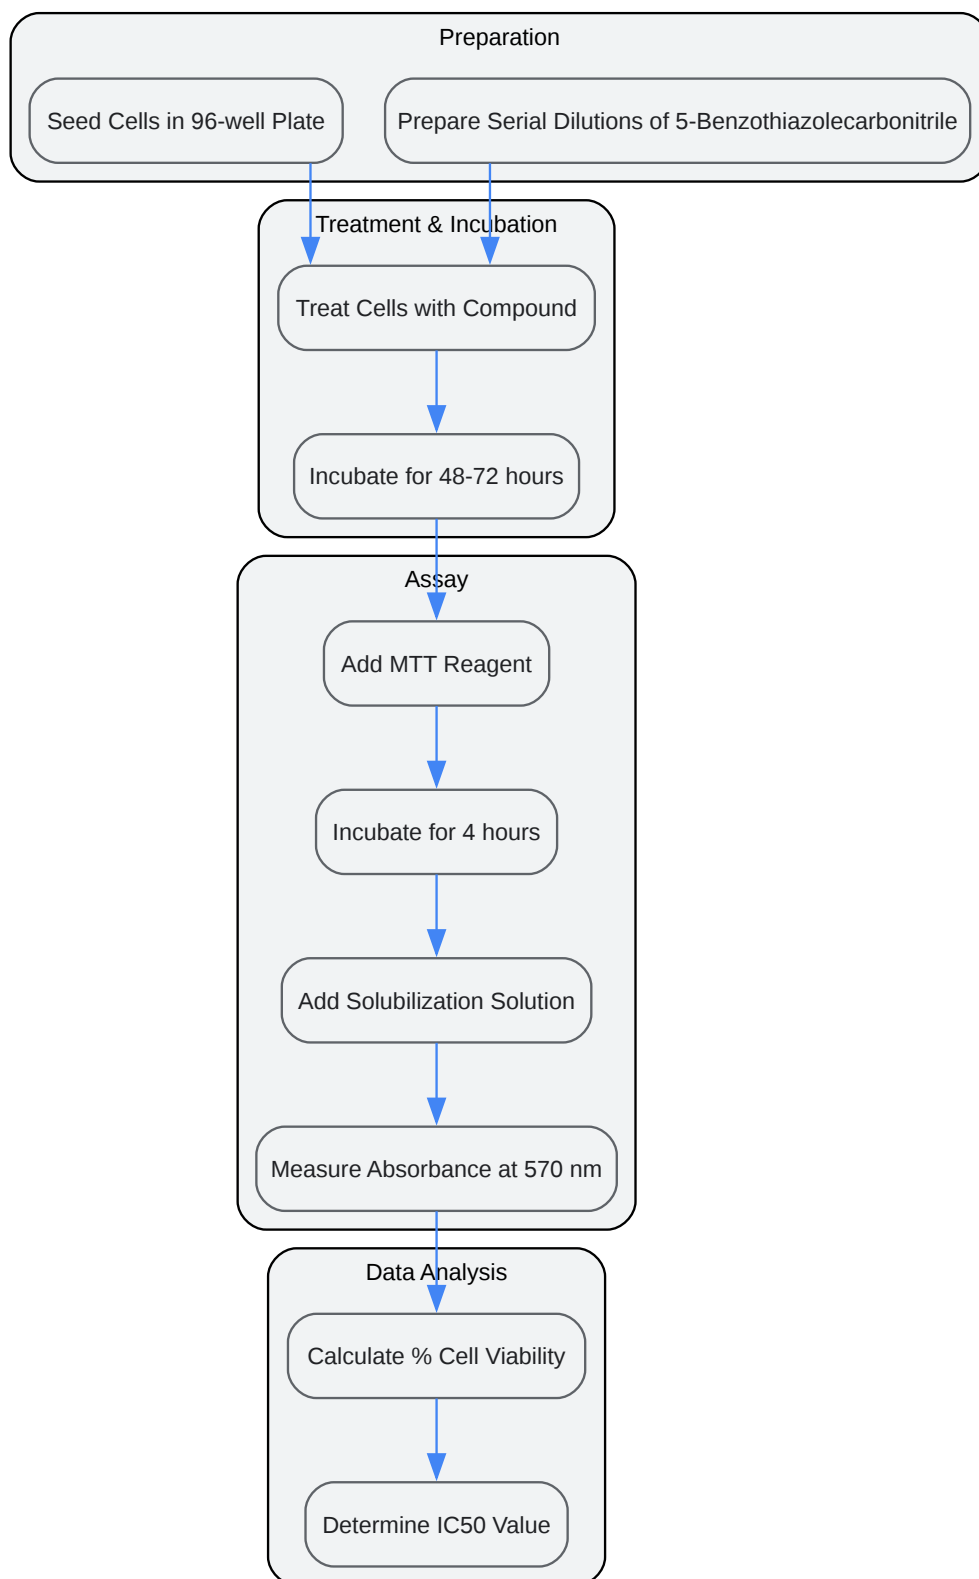 Preparation
Seed Cells in 96-well Plate
Prepare Serial Dilutions of 5-Benzothiazolecarbonitrile
Treatment & Incubation
Treat Cells with Compound
Incubate for 48-72 hours
Assay
Add MTT Reagent
Incubate for 4 hours
Add Solubilization Solution
Measure Absorbance at 570 nm
Data Analysis
Calculate % Cell Viability
Determine IC50 Value